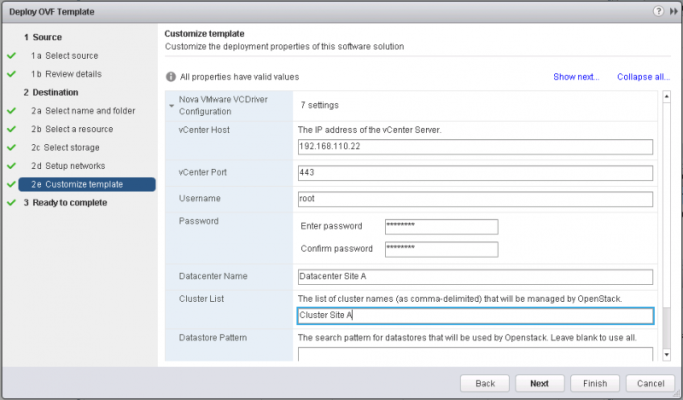 Deploy OVF Template
1 Source
1a Select source
1b Review details
2 Destination
2a Select name and folder
2b Select a resource
2c Select storage
2d Setup networks
2e Customize template
3 Ready to complete
Customize template
Customize the deployment properties of this software solution
All properties have valid values
Show next...
Collapse all...
Nova VMware VCDriver
Configuration
7 settings
vCenter Host
The IP address of the vCenter Server.
192.168.110.22
vCenter Port
443
Username
root
Password
Enter password
********
Confirm password
********
Datacenter Name
Datacenter Site A
Cluster List
The list of cluster names (as comma-delimited) that will be managed by OpenStack.
Cluster Site A
Datastore Pattern
The search pattern for datastores that will be used by Openstack. Leave blank to use all.
Back
Next
Finish
Cancel